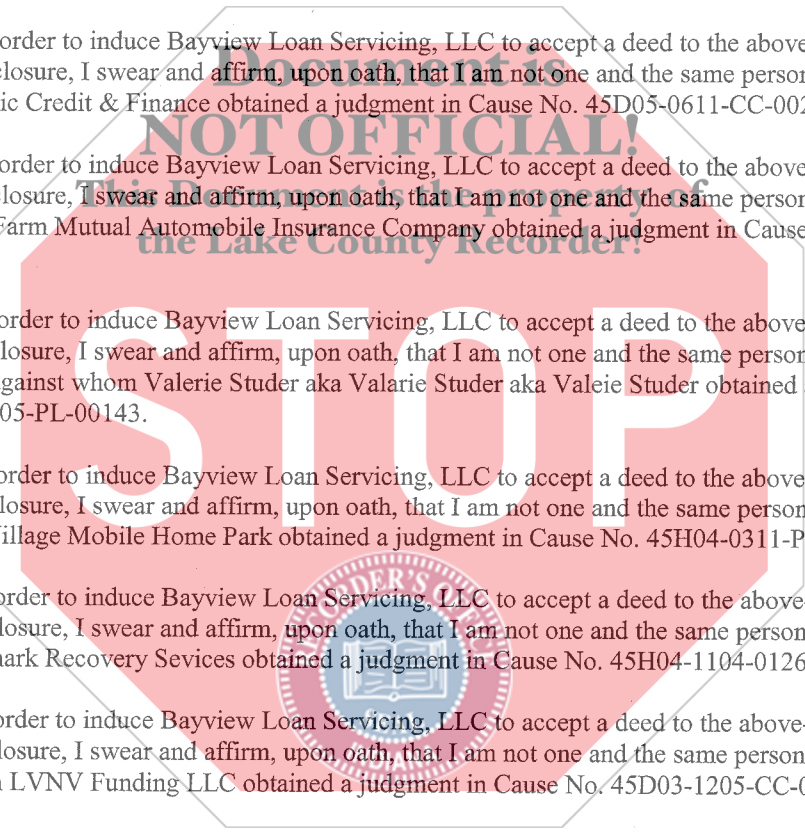 order to induce Bayview Loan Servicing, LLC to accept a deed to the above
closure, I swear and affirm, upon oath, that I am not one and the same person
ic Credit & Finance obtained a judgment in Cause No. 45D05-0611-CC-002
order to induce Bayview Loan Servicing, LLC to accept a deed to the above
closure, I swear and affirm, upon oath, that I am not one and the same person
Farm Mutual Automobile Insurance Company obtained a judgment in Cause
order to induce Bayview Loan Servicing, LLC to accept a deed to the above
losure, I swear and affirm, upon oath, that I am not one and the same person
gainst whom Valerie Studer aka Valarie Studer aka Valeie Studer obtained
05-PL-00143.
order to induce Bayview Loan Servicing, LLC to accept a deed to the above
losure, I swear and affirm, upon oath, that I am not one and the same person
Village Mobile Home Park obtained a judgment in Cause No. 45H04-0311-P
order to induce Bayview Loan Servicing, LLC to accept a deed to the above
losure, I swear and affirm, upon oath, that I am not one and the same person
ark Recovery Sevices obtained a judgment in Cause No. 45H04-1104-0126
order to induce Bayview Loan Servicing, LLC to accept a deed to the above-
losure, I swear and affirm, upon oath, that I am not one and the same person
LVNV Funding LLC obtained a judgment in Cause No. 45D03-1205-CC-0
Document is
NOT OFFICIAL!
This Document is the property of
the Lake County Recorder!
STOP
RECORDER'S OFFICE
INDIANA